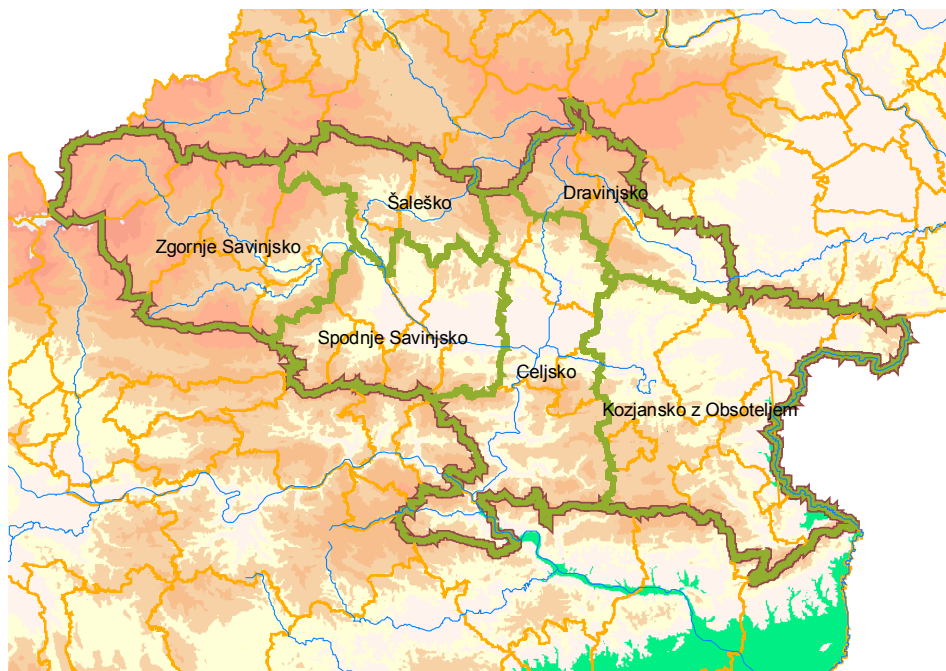 Šaleško
Dravinjsko
Zgornje Savinjsko
Spodnje Savinjsko
Celjsko
Kozjansko z Obsoteljem